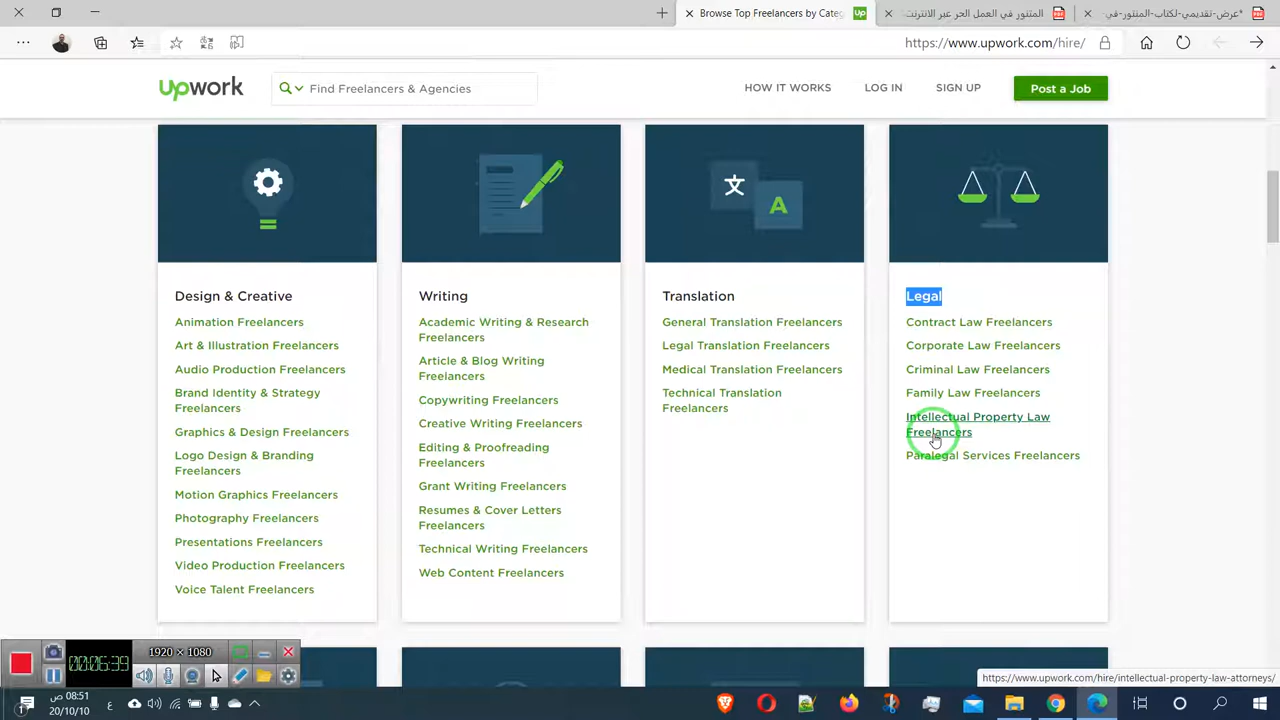 Browse Top Freelancers by Categ
up
المنثور في العمل الحر عبر الانترنت
*عرض-تقديمي-لكتاب-المنثور-في
https://www.upwork.com/hire/
upwork
Find Freelancers & Agencies
HOW IT WORKS
LOG IN
SIGN UP
Post a Job
文
A
Design & Creative
Animation Freelancers
Art & Illustration Freelancers
Audio Production Freelancers
Brand Identity & Strategy
Freelancers
Graphics & Design Freelancers
Logo Design & Branding
Freelancers
Motion Graphics Freelancers
Photography Freelancers
Presentations Freelancers
Video Production Freelancers
Voice Talent Freelancers
Writing
Academic Writing & Research
Freelancers
Article & Blog Writing
Freelancers
Copywriting Freelancers
Creative Writing Freelancers
Editing & Proofreading
Freelancers
Grant Writing Freelancers
Resumes & Cover Letters
Freelancers
Technical Writing Freelancers
Web Content Freelancers
Translation
General Translation Freelancers
Legal Translation Freelancers
Medical Translation Freelancers
Technical Translation
Freelancers
Legal
Contract Law Freelancers
Corporate Law Freelancers
Criminal Law Freelancers
Family Law Freelancers
Intellectual Property Law
Freelancers
Paralegal Services Freelancers
00:06:39
1920 × 1080
https://www.upwork.com/hire/intellectual-property-law-attorneys/
08:51 ص
20/10/10
ع